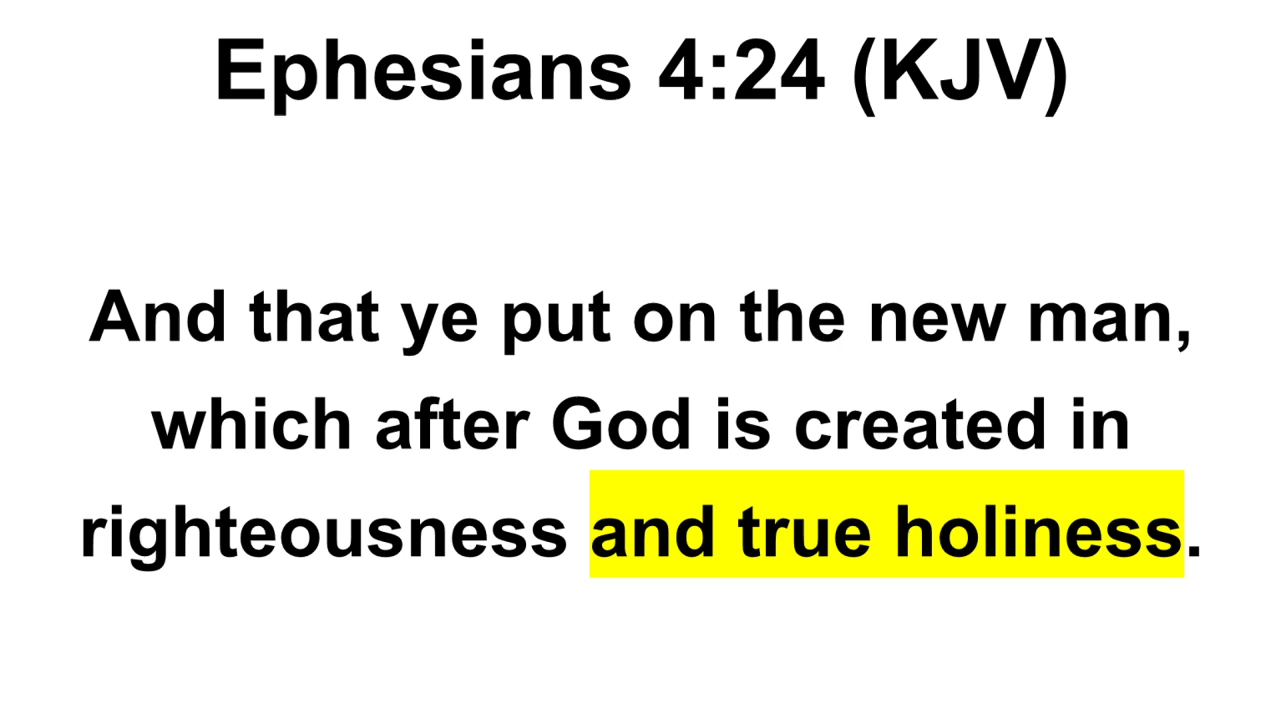 Ephesians 4:24 (KJV)
And that ye put on the new man,
which after God is created in
righteousness and true holiness.